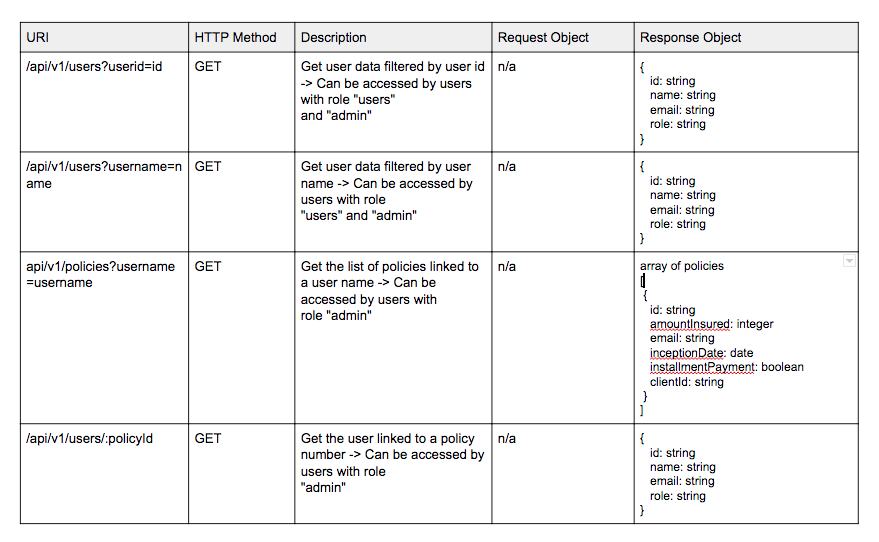 URI HTTP Method Description Request Object Response Object
/api/v1/users?userid=id
GET
Get user data filtered by user id
-> Can be accessed by users
with role "users"
and "admin"
n/a
{
id: string
name: string
email: string
role: string
}
/api/v1/users?username=n
ame
GET
Get user data filtered by user
name -> Can be accessed by
users with role
"users" and "admin"
n/a
{
id: string
name: string
email: string
role: string
}
api/v1/policies?username
=username
GET
Get the list of policies linked to
a user name -> Can be
accessed by users with
role "admin"
n/a
array of policies
[
{
id: string
amountInsured: integer
email: string
inceptionDate: date
installmentPayment: boolean
clientId: string
}
]
/api/v1/users/:policyId
GET
Get the user linked to a policy
number -> Can be accessed by
users with role
"admin"
n/a
{
id: string
name: string
email: string
role: string
}